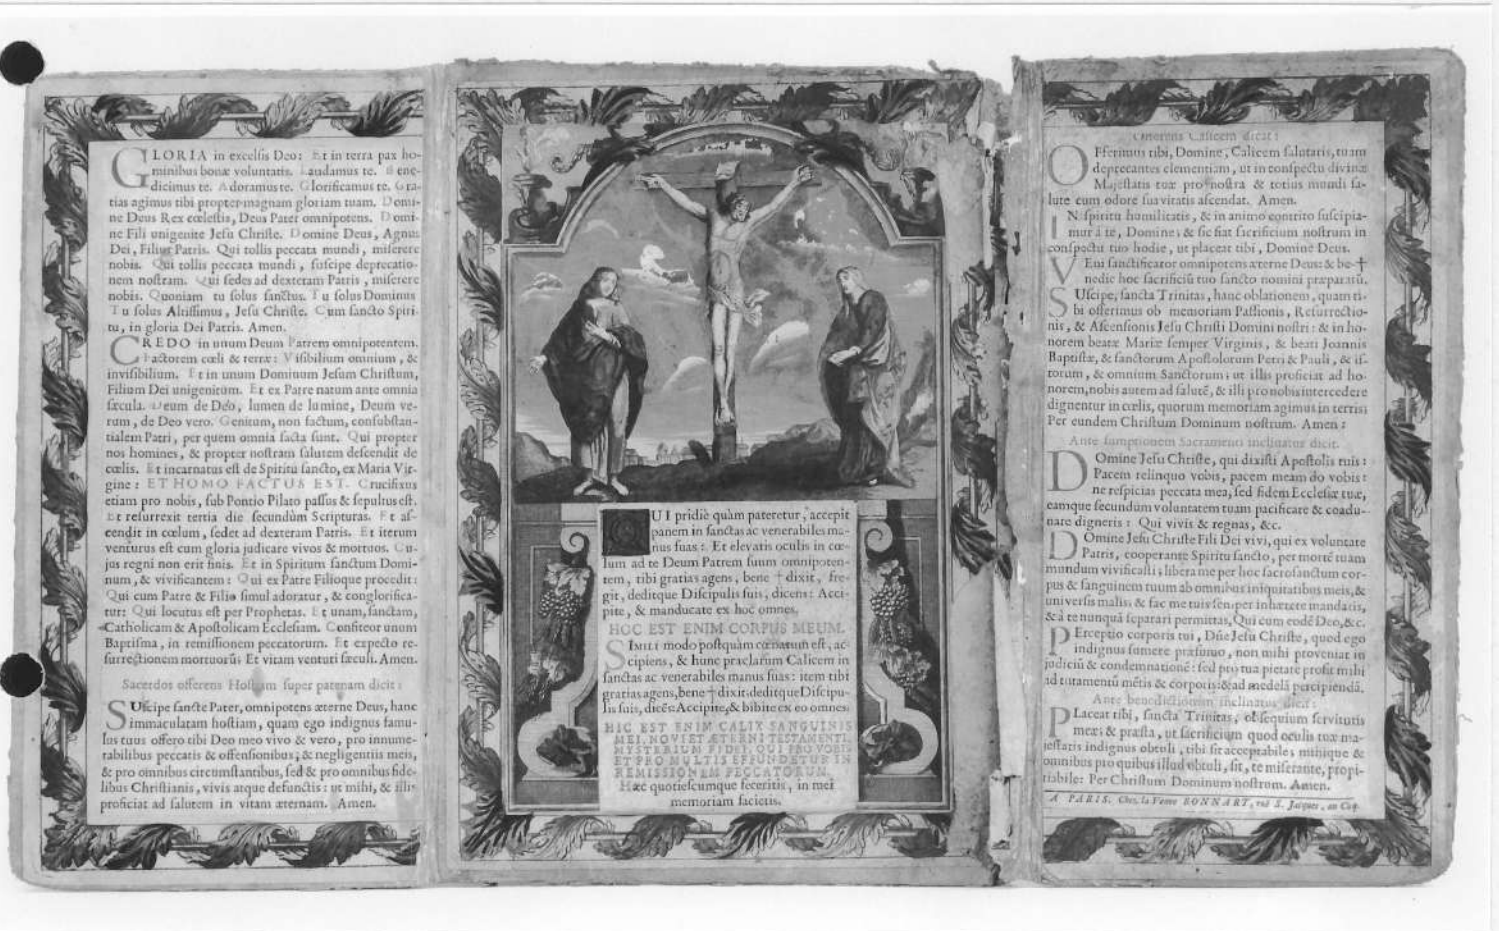 GLORIA in excelſis Deo: Et in terra pax ho-
minibus bonæ voluntatis. Laudamus te. Bene-
dicimus te. Adoramus te. Glorificamus te. Gra-
tias agimus tibi propter magnam gloriam tuam. Domi-
ne Deus Rex cœleſtis, Deus Pater omnipotens. Domi-
ne Fili unigenite Jeſu Chriſte. Domine Deus, Agnus
Dei, Filius Patris. Qui tollis peccata mundi, miſerere
nobis. Qui tollis peccata mundi, ſuſcipe deprecatio-
nem noſtram. Qui ſedes ad dexteram Patris, miſerere
nobis. Quoniam tu ſolus ſanctus. Tu ſolus Dominus
Tu ſolus Altiſſimus, Jeſu Chriſte. Cum ſancto Spiri-
tu, in gloria Dei Patris. Amen.
CREDO in unum Deum Patrem omnipotentem.
Factorem cœli & terræ: Viſibilium omnium, &
inviſibilium. Et in unum Dominum Jeſum Chriſtum,
Filium Dei unigenitum. Et ex Patre natum ante omnia
ſæcula. Deum de Deo, lumen de lumine, Deum ve-
rum, de Deo vero. Genitum, non factum, conſubſtan-
tialem Patri, per quem omnia facta ſunt. Qui propter
nos homines, & propter noſtram ſalutem deſcendit de
cœlis. Et incarnatus eſt de Spiritu ſancto, ex Maria Vir-
gine: ET HOMO FACTUS EST. Crucifixus
etiam pro nobis, ſub Pontio Pilato paſſus & ſepultus eſt.
Et reſurrexit tertia die ſecundùm Scripturas. Et aſ-
cendit in cœlum, ſedet ad dexteram Patris. Et iterum
venturus eſt cum gloria judicare vivos & mortuos. Cu-
jus regni non erit finis. Et in Spiritum ſanctum Domi-
num, & vivificantem: Qui ex Patre Filioque procedit:
Qui cum Patre & Filio ſimul adoratur, & conglorifica-
tur: Qui locutus eſt per Prophetas. Et unam, ſanctam,
Catholicam & Apoſtolicam Eccleſiam. Confiteor unum
Baptiſma, in remiſſionem peccatorum. Et expecto re-
ſurrectionem mortuorũ: Et vitam venturi ſæculi. Amen.
Sacerdos offerens Hoſtiam ſuper patenam dicit:
SUſcipe ſancte Pater, omnipotens æterne Deus, hanc
immaculatam hoſtiam, quam ego indignus famu-
lus tuus offero tibi Deo meo vivo & vero, pro innume-
rabilibus peccatis & offenſionibus, & negligentiis meis,
& pro omnibus circumſtantibus, ſed & pro omnibus fide-
libus Chriſtianis, vivis atque defunctis: ut mihi, & illis
proficiat ad ſalutem in vitam æternam. Amen.
QUI pridiè quàm pateretur, accepit
panem in ſanctas ac venerabiles ma-
nus ſuas: Et elevatis oculis in cœ-
lum ad te Deum Patrem ſuum omnipoten-
tem, tibi gratias agens, bene † dixit, fre-
git, deditque Diſcipulis ſuis, dicens: Acci-
pite, & manducate ex hoc omnes.
HOC EST ENIM CORPUS MEUM.
SIMILI modo poſtquàm cœnatum eſt, ac-
cipiens, & hunc præclarum Calicem in
ſanctas ac venerabiles manus ſuas: item tibi
gratias agens, bene † dixit, deditque Diſcipu-
lis ſuis, dicẽs: Accipite, & bibite ex eo omnes.
HIC EST ENIM CALIX SANGUINIS
MEI, NOVI ET ÆTERNI TESTAMENTI,
MYSTERIUM FIDEI, QUI PRO VOBIS
ET PRO MULTIS EFFUNDETUR IN
REMISSIONEM PECCATORUM.
Hæc quotieſcumque feceritis, in meî
memoriam facietis.
Offerens Calicem dicat:
OFferimus tibi, Domine, Calicem ſalutaris, tuam
deprecantes clementiam, ut in conſpectu divinæ
Majeſtatis tuæ pro noſtra & totius mundi ſa-
lute cum odore ſuavitatis aſcendat. Amen.
IN ſpiritu humilitatis, & in animo contrito ſuſcipia-
mur à te, Domine; & ſic fiat ſacrificium noſtrum in
conſpectu tuo hodie, ut placeat tibi, Domine Deus.
VEni ſanctificator omnipotens æterne Deus: & be-†
nedic hoc ſacrificiũ tuo ſancto nomini præparatũ.
SUſcipe, ſancta Trinitas, hanc oblationem, quam ti-
bi offerimus ob memoriam Paſſionis, Reſurrectio-
nis, & Aſcenſionis Jeſu Chriſti Domini noſtri: & in ho-
norem beatæ Mariæ ſemper Virginis, & beati Joannis
Baptiſtæ, & ſanctorum Apoſtolorum Petri & Pauli, & iſ-
torum, & omnium Sanctorum; ut illis proficiat ad ho-
norem, nobis autem ad ſalutẽ, & illi pro nobis intercedere
dignentur in cœlis, quorum memoriam agimus in terris:
Per eundem Chriſtum Dominum noſtrum. Amen:
Ante ſumptionem Sacramenti inclinatus dicit.
DOmine Jeſu Chriſte, qui dixiſti Apoſtolis tuis:
Pacem relinquo vobis, pacem meam do vobis:
ne reſpicias peccata mea, ſed fidem Eccleſiæ tuæ,
eamque ſecundum voluntatem tuam pacificare & coadu-
nare digneris: Qui vivis & regnas, &c.
DOmine Jeſu Chriſte Fili Dei vivi, qui ex voluntate
Patris, cooperante Spiritu ſancto, per mortẽ tuam
mundum vivificaſti; libera me per hoc ſacroſanctum cor-
pus & ſanguinem tuum ab omnibus iniquitatibus meis, &
univerſis malis: & fac me tuis ſemper inhærere mandatis,
& à te nunquã ſeparari permittas, Qui cum eodẽ Deo, &c.
PErceptio corporis tui, Dñe Jeſu Chriſte, quod ego
indignus ſumere præſumo, non mihi proveniat in
judiciũ & condemnationẽ: ſed pro tua pietate proſit mihi
ad tutamentũ mẽtis & corporis: & ad medelã percipiendã.
Ante benedictionem inclinatus dicit:
PLaceat tibi, ſancta Trinitas, obſequium ſervitutis
meæ; & præſta, ut ſacrificium quod oculis tuæ ma-
jeſtatis indignus obtuli, tibi ſit acceptabile, mihique &
omnibus pro quibus illud obtuli, ſit, te miſerante, propi-
tiabile: Per Chriſtum Dominum noſtrum. Amen.
A PARIS, Chez la Veuve BONNART, ruë S. Jacques, au Coq.